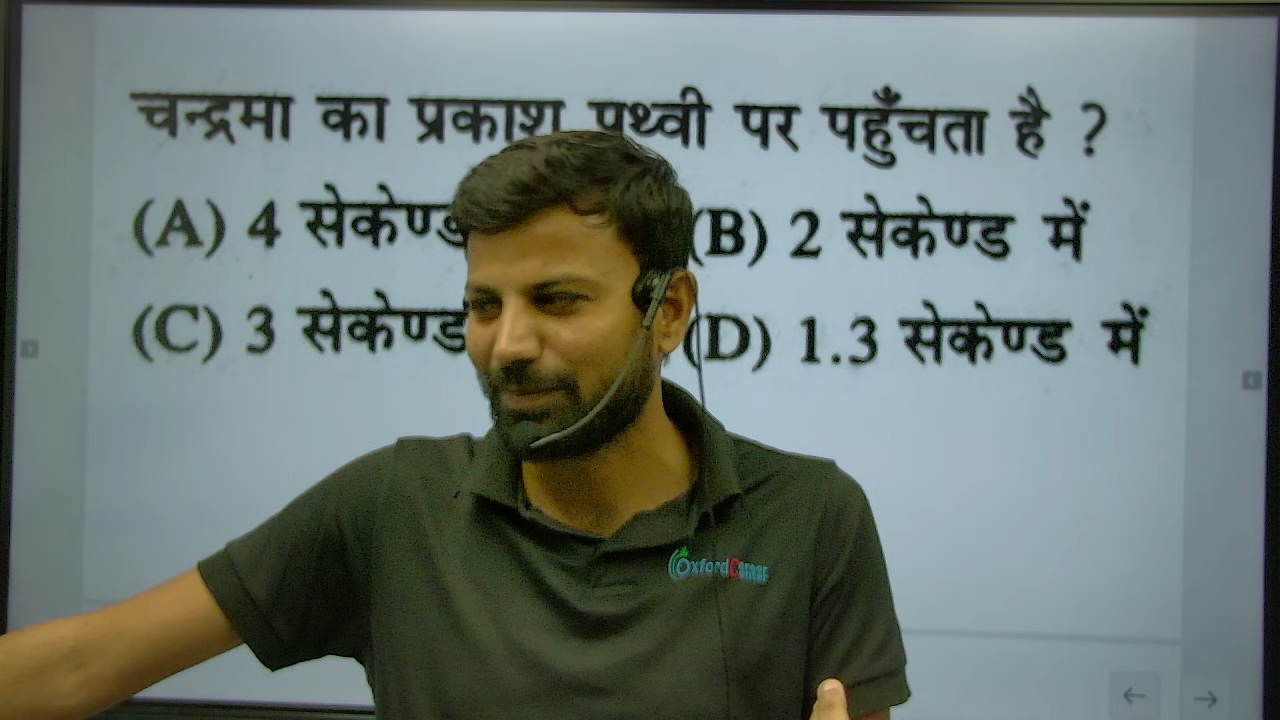 चन्द्रमा का प्रकाश पृथ्वी पर पहुँचता है ?
(A) 4 सेकेण्ड (B) 2 सेकेण्ड में
(C) 3 सेकेण्ड (D) 1.3 सेकेण्ड में
Oxford